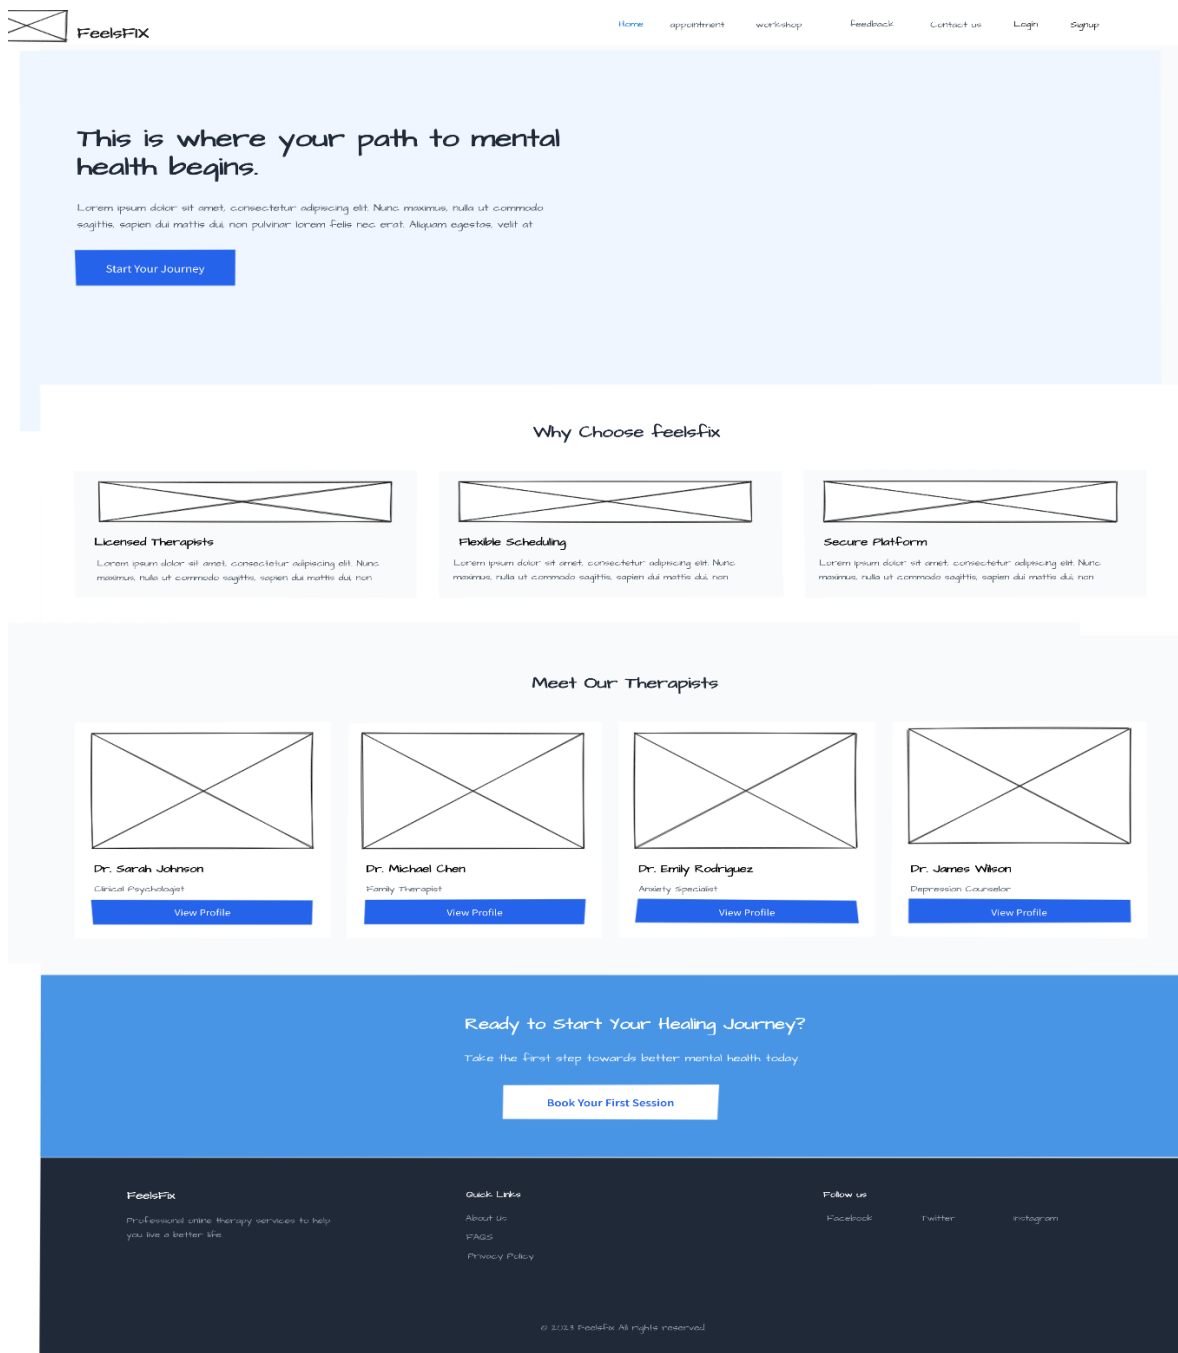 FeelsFIX
Home appointment workshop feedback Contact us Login Signup
This is where your path to mental
health begins.
Lorem ipsum dolor sit amet, consectetur adipiscing elit. Nunc maximus, nulla ut commodo
sagittis, sapien dui mattis dui, non pulvinar lorem felis nec erat. Aliquam egestas, velit at
Start Your Journey
Why Choose feelsfix
Licensed Therapists
Lorem ipsum dolor sit amet, consectetur adipiscing elit. Nunc
maximus, nulla ut commodo sagittis, sapien dui mattis dui, non
Flexible Scheduling
Lorem ipsum dolor sit amet, consectetur adipiscing elit. Nunc
maximus, nulla ut commodo sagittis, sapien dui mattis dui, non
Secure Platform
Lorem ipsum dolor sit amet, consectetur adipiscing elit. Nunc
maximus, nulla ut commodo sagittis, sapien dui mattis dui, non
Meet Our Therapists
Dr. Sarah Johnson
Clinical Psychologist
View Profile
Dr. Michael Chen
Family Therapist
View Profile
Dr. Emily Rodriguez
Anxiety Specialist
View Profile
Dr. James Wilson
Depression Counselor
View Profile
Ready to Start Your Healing Journey?
Take the first step towards better mental health today.
Book Your First Session
FeelsFix
Professional online therapy services to help
you live a better life
Quick Links
About Us
FAQS
Privacy Policy
Follow us
Facebook Twitter Instagram
© 2023 FeelsFix All rights reserved